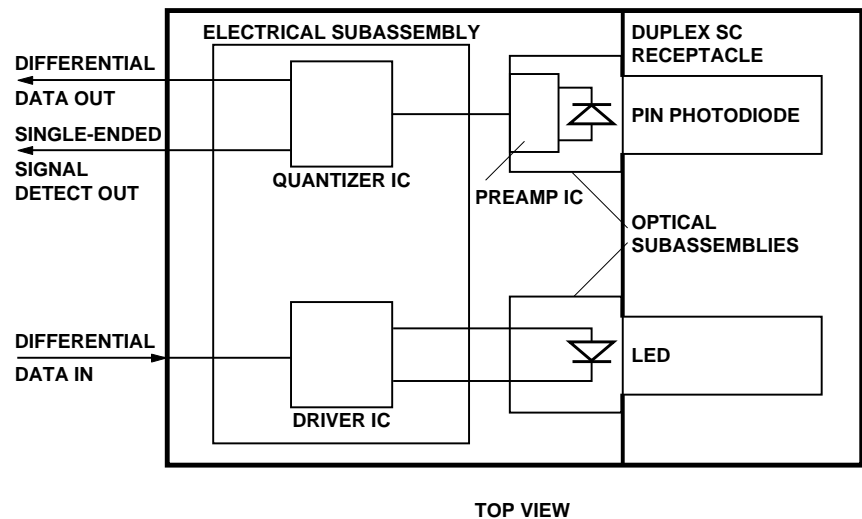 ELECTRICAL SUBASSEMBLY
DUPLEX SC
RECEPTACLE
DIFFERENTIAL
DATA OUT
SINGLE-ENDED
SIGNAL
DETECT OUT
QUANTIZER IC
PREAMP IC
PIN PHOTODIODE
OPTICAL
SUBASSEMBLIES
DIFFERENTIAL
DATA IN
DRIVER IC
LED
TOP VIEW